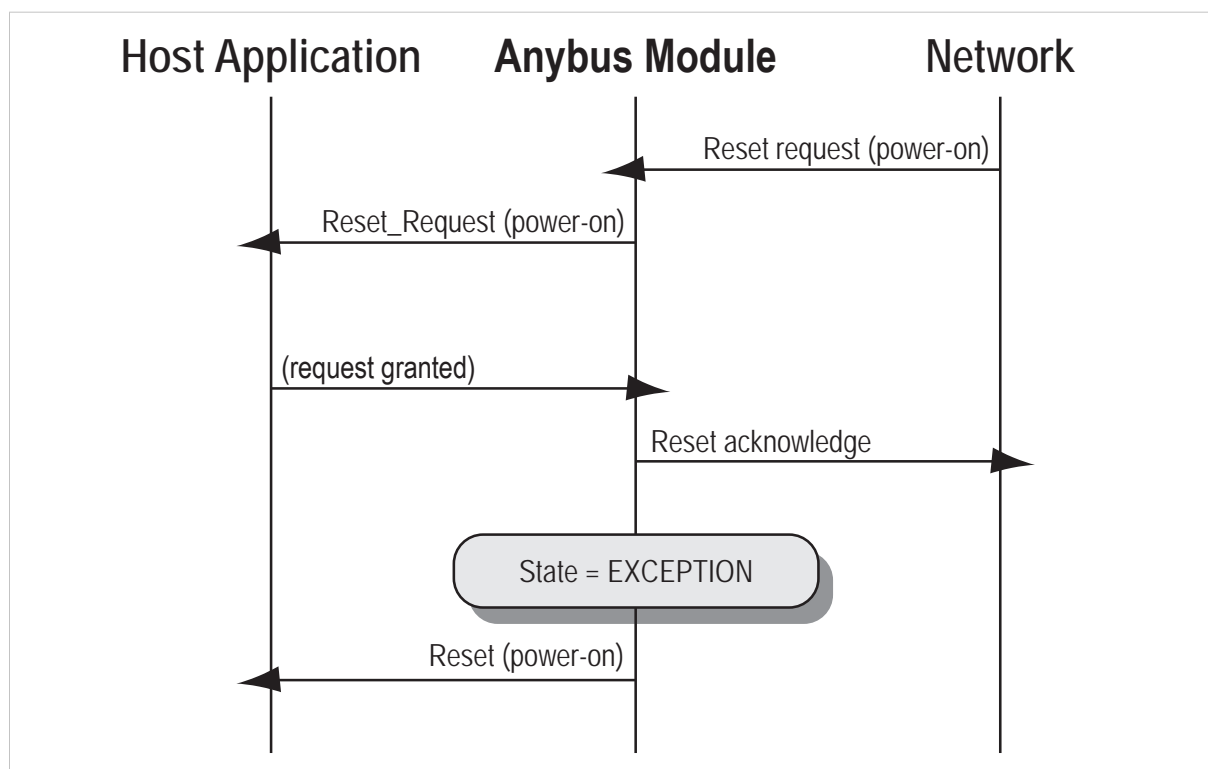 Host Application Anybus Module Network
Reset request (power-on)
Reset_Request (power-on)
(request granted)
Reset acknowledge
State = EXCEPTION
Reset (power-on)